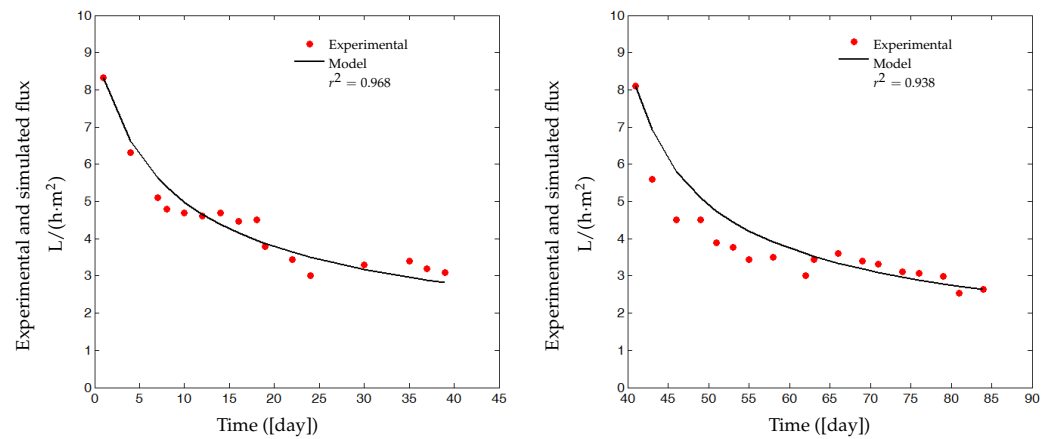 10
9
8
7
6
5
4
3
2
1
0
0 5 10 15 20 25 30 35 40 45
Experimental and simulated flux
L/(h·m²)
Time ([day])
Experimental
Model
r² = 0.968
10
9
8
7
6
5
4
3
2
1
0
40 45 50 55 60 65 70 75 80 85 90
Experimental and simulated flux
L/(h·m²)
Time ([day])
Experimental
Model
r² = 0.938